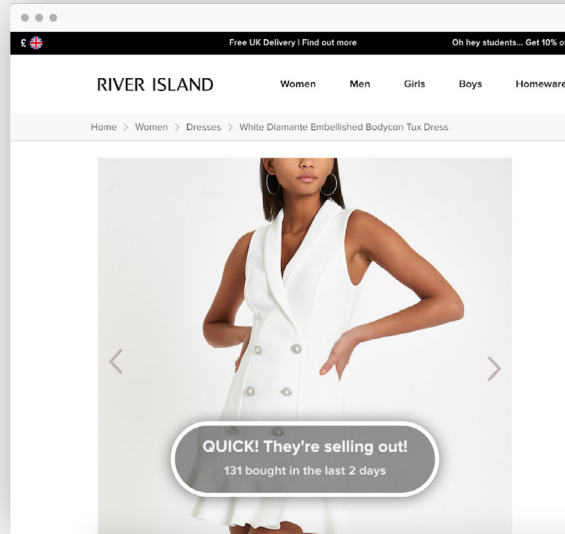 £
Free UK Delivery | Find out more
Oh hey students... Get 10% o
RIVER ISLAND
Women Men Girls Boys Homeware
Home > Women > Dresses > White Diamante Embellished Bodycon Tux Dress
QUICK! They're selling out!
131 bought in the last 2 days